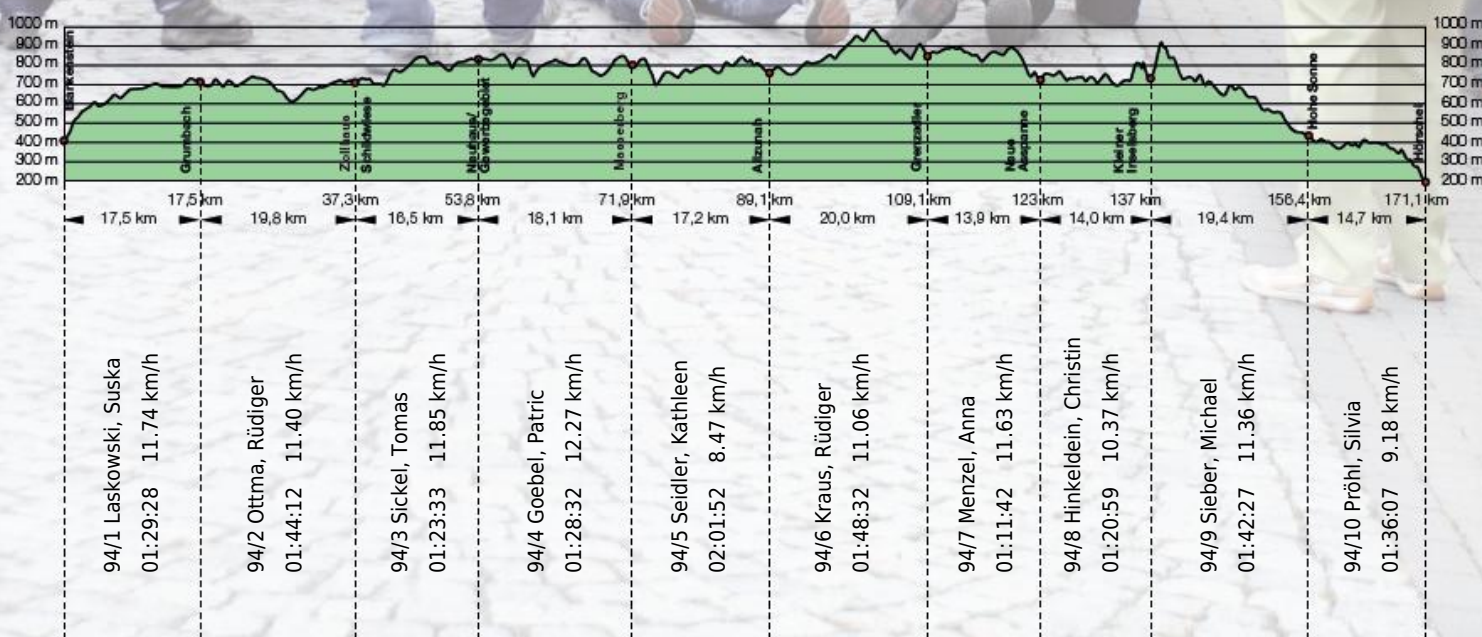 1000 m
900 m
800 m
700 m
600 m
500 m
400 m
300 m
200 m
1000 m
900 m
800 m
700 m
600 m
500 m
400 m
300 m
200 m
Blankenstein
Grumbach
Zollhaus
Schildwiese
Neuhaus/
Masserberg
Allzunah
Grenzadler
Neue
Ausspanne
Kleiner
Inselsberg
Hohe Sonne
Hörschel
17,5 km
37,3 km
53,8 km
71,9 km
89,1 km
109,1 km
123 km
137 km
156,4 km
171,1 km
17,5 km
19,8 km
16,5 km
18,1 km
17,2 km
20,0 km
13,9 km
14,0 km
19,4 km
14,7 km
94/1 Laskowski, Suska
01:29:28 11.74 km/h
94/2 Ottma, Rüdiger
01:44:12 11.40 km/h
94/3 Sickel, Tomas
01:23:33 11.85 km/h
94/4 Goebel, Patric
01:28:32 12.27 km/h
94/5 Seidler, Kathleen
02:01:52 8.47 km/h
94/6 Kraus, Rüdiger
01:48:32 11.06 km/h
94/7 Menzel, Anna
01:11:42 11.63 km/h
94/8 Hinkeldein, Christin
01:20:59 10.37 km/h
94/9 Sieber, Michael
01:42:27 11.36 km/h
94/10 Pröhl, Silvia
01:36:07 9.18 km/h